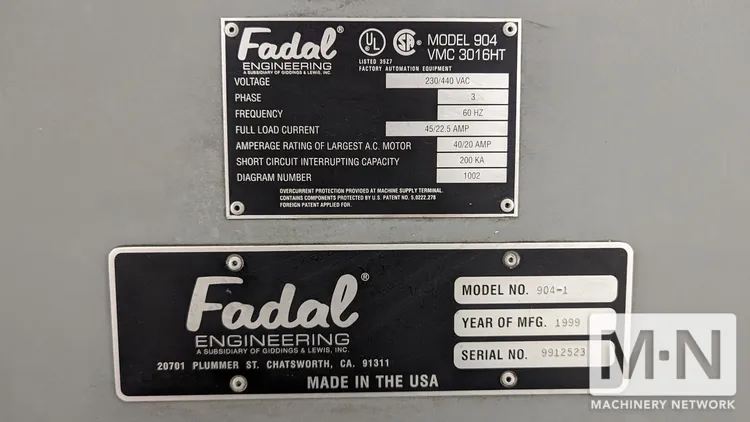 Fadal®
ENGINEERING
A SUBSIDIARY OF GIDDINGS & LEWIS, INC.
UL ® LISTED 35Z7
SA ®
FACTORY AUTOMATION EQUIPMENT
MODEL 904
VMC 3016HT
VOLTAGE 230/440 VAC
PHASE 3
FREQUENCY 60 HZ
FULL LOAD CURRENT 45/22.5 AMP
AMPERAGE RATING OF LARGEST A.C. MOTOR 40/20 AMP
SHORT CIRCUIT INTERRUPTING CAPACITY 200 KA
DIAGRAM NUMBER 1002
OVERCURRENT PROTECTION PROVIDED AT MACHINE SUPPLY TERMINAL.
CONTAINS COMPONENTS PROTECTED BY U.S. PATENT NO. 5,0222,276
FOREIGN PATENT APPLIED FOR.
Fadal®
ENGINEERING
A SUBSIDIARY OF GIDDINGS & LEWIS, INC.
20701 PLUMMER ST. CHATSWORTH, CA. 91311
MADE IN THE USA
MODEL NO. 904-1
YEAR OF MFG. 1999
SERIAL NO. 9912523
M·N
MACHINERY NETWORK